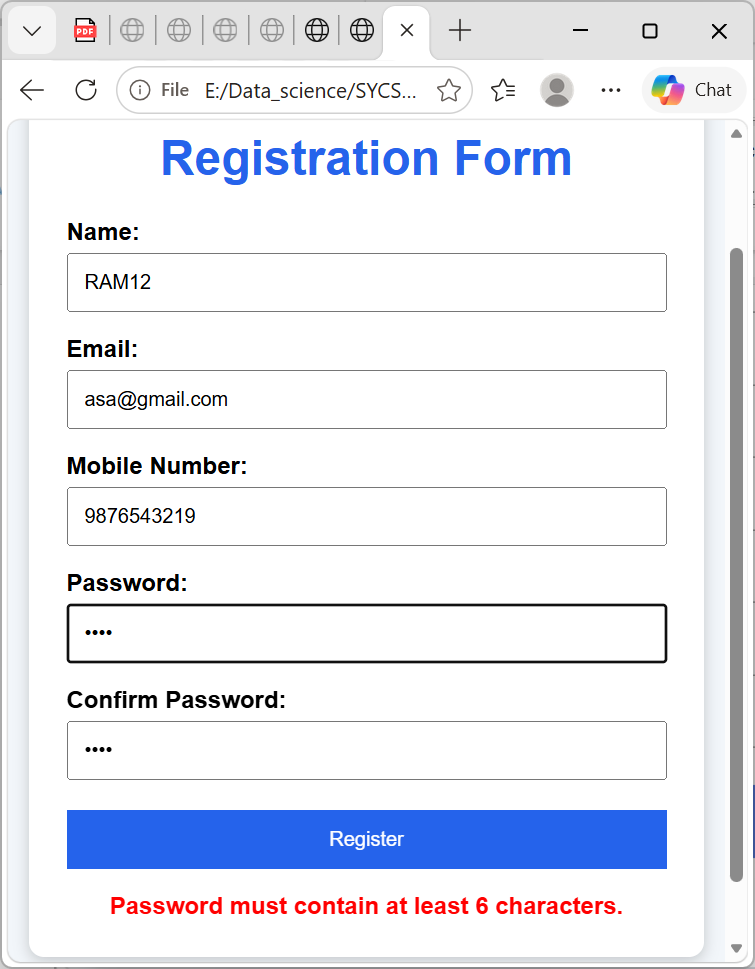 PDF
File E:/Data_science/SYCS...
Chat
Registration Form
Name:
RAM12
Email:
asa@gmail.com
Mobile Number:
9876543219
Password:
••••
Confirm Password:
••••
Register
Password must contain at least 6 characters.